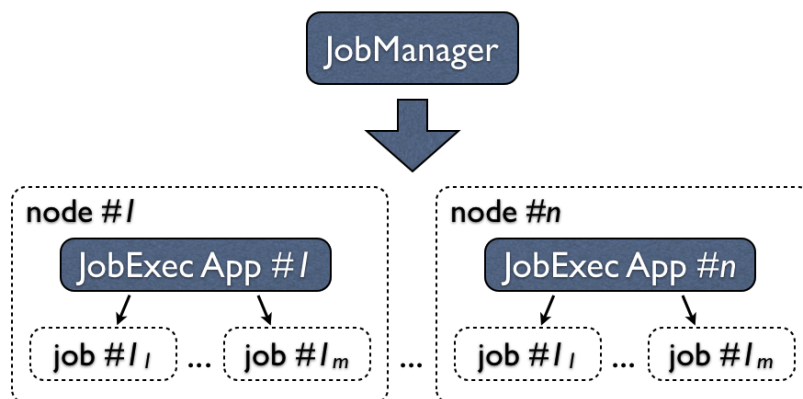 JobManager
node #1
node #n
JobExec App #1
JobExec App #n
job #1₁ ... job #1ₘ ... job #1₁ ... job #1ₘ